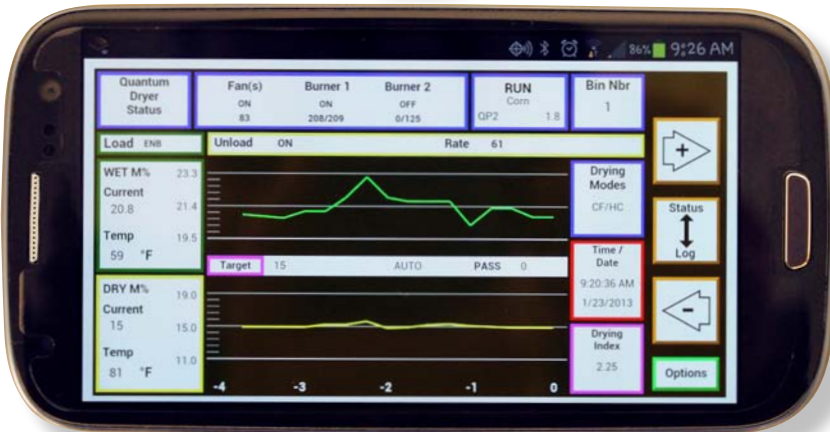 86% 9:26 AM
Quantum Dryer Status
Fan(s) Burner 1 Burner 2
ON ON OFF
83 208/209 0/125
RUN
Corn
QP2 1.8
Bin Nbr
1
Load ENB
Unload ON Rate 61
WET M% 23.3
Current
20.8 21.4
Temp 19.5
59 °F
Drying Modes
CF/HC
Target 15 AUTO PASS 0
Time / Date
9:20:36 AM
1/23/2013
DRY M% 19.0
Current
15 15.0
Temp
81 °F 11.0
Drying Index
2.25
-4 -3 -2 -1 0
+
Status
Log
-
Options